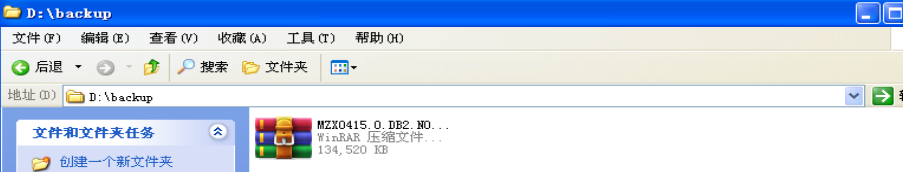 D:\backup
文件(F) 编辑(E) 查看(V) 收藏(A) 工具(T) 帮助(H)
后退 搜索 文件夹
地址(D) D:\backup
文件和文件夹任务
创建一个新文件夹
MZX0415.0.DB2.NO...
WinRAR 压缩文件...
134,520 KB